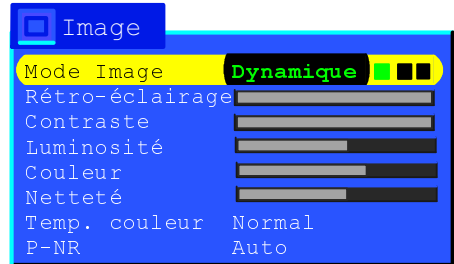 Image
Mode Image Dynamique
Rétro-éclairage
Contraste
Luminosité
Couleur
Netteté
Temp. couleur Normal
P-NR Auto